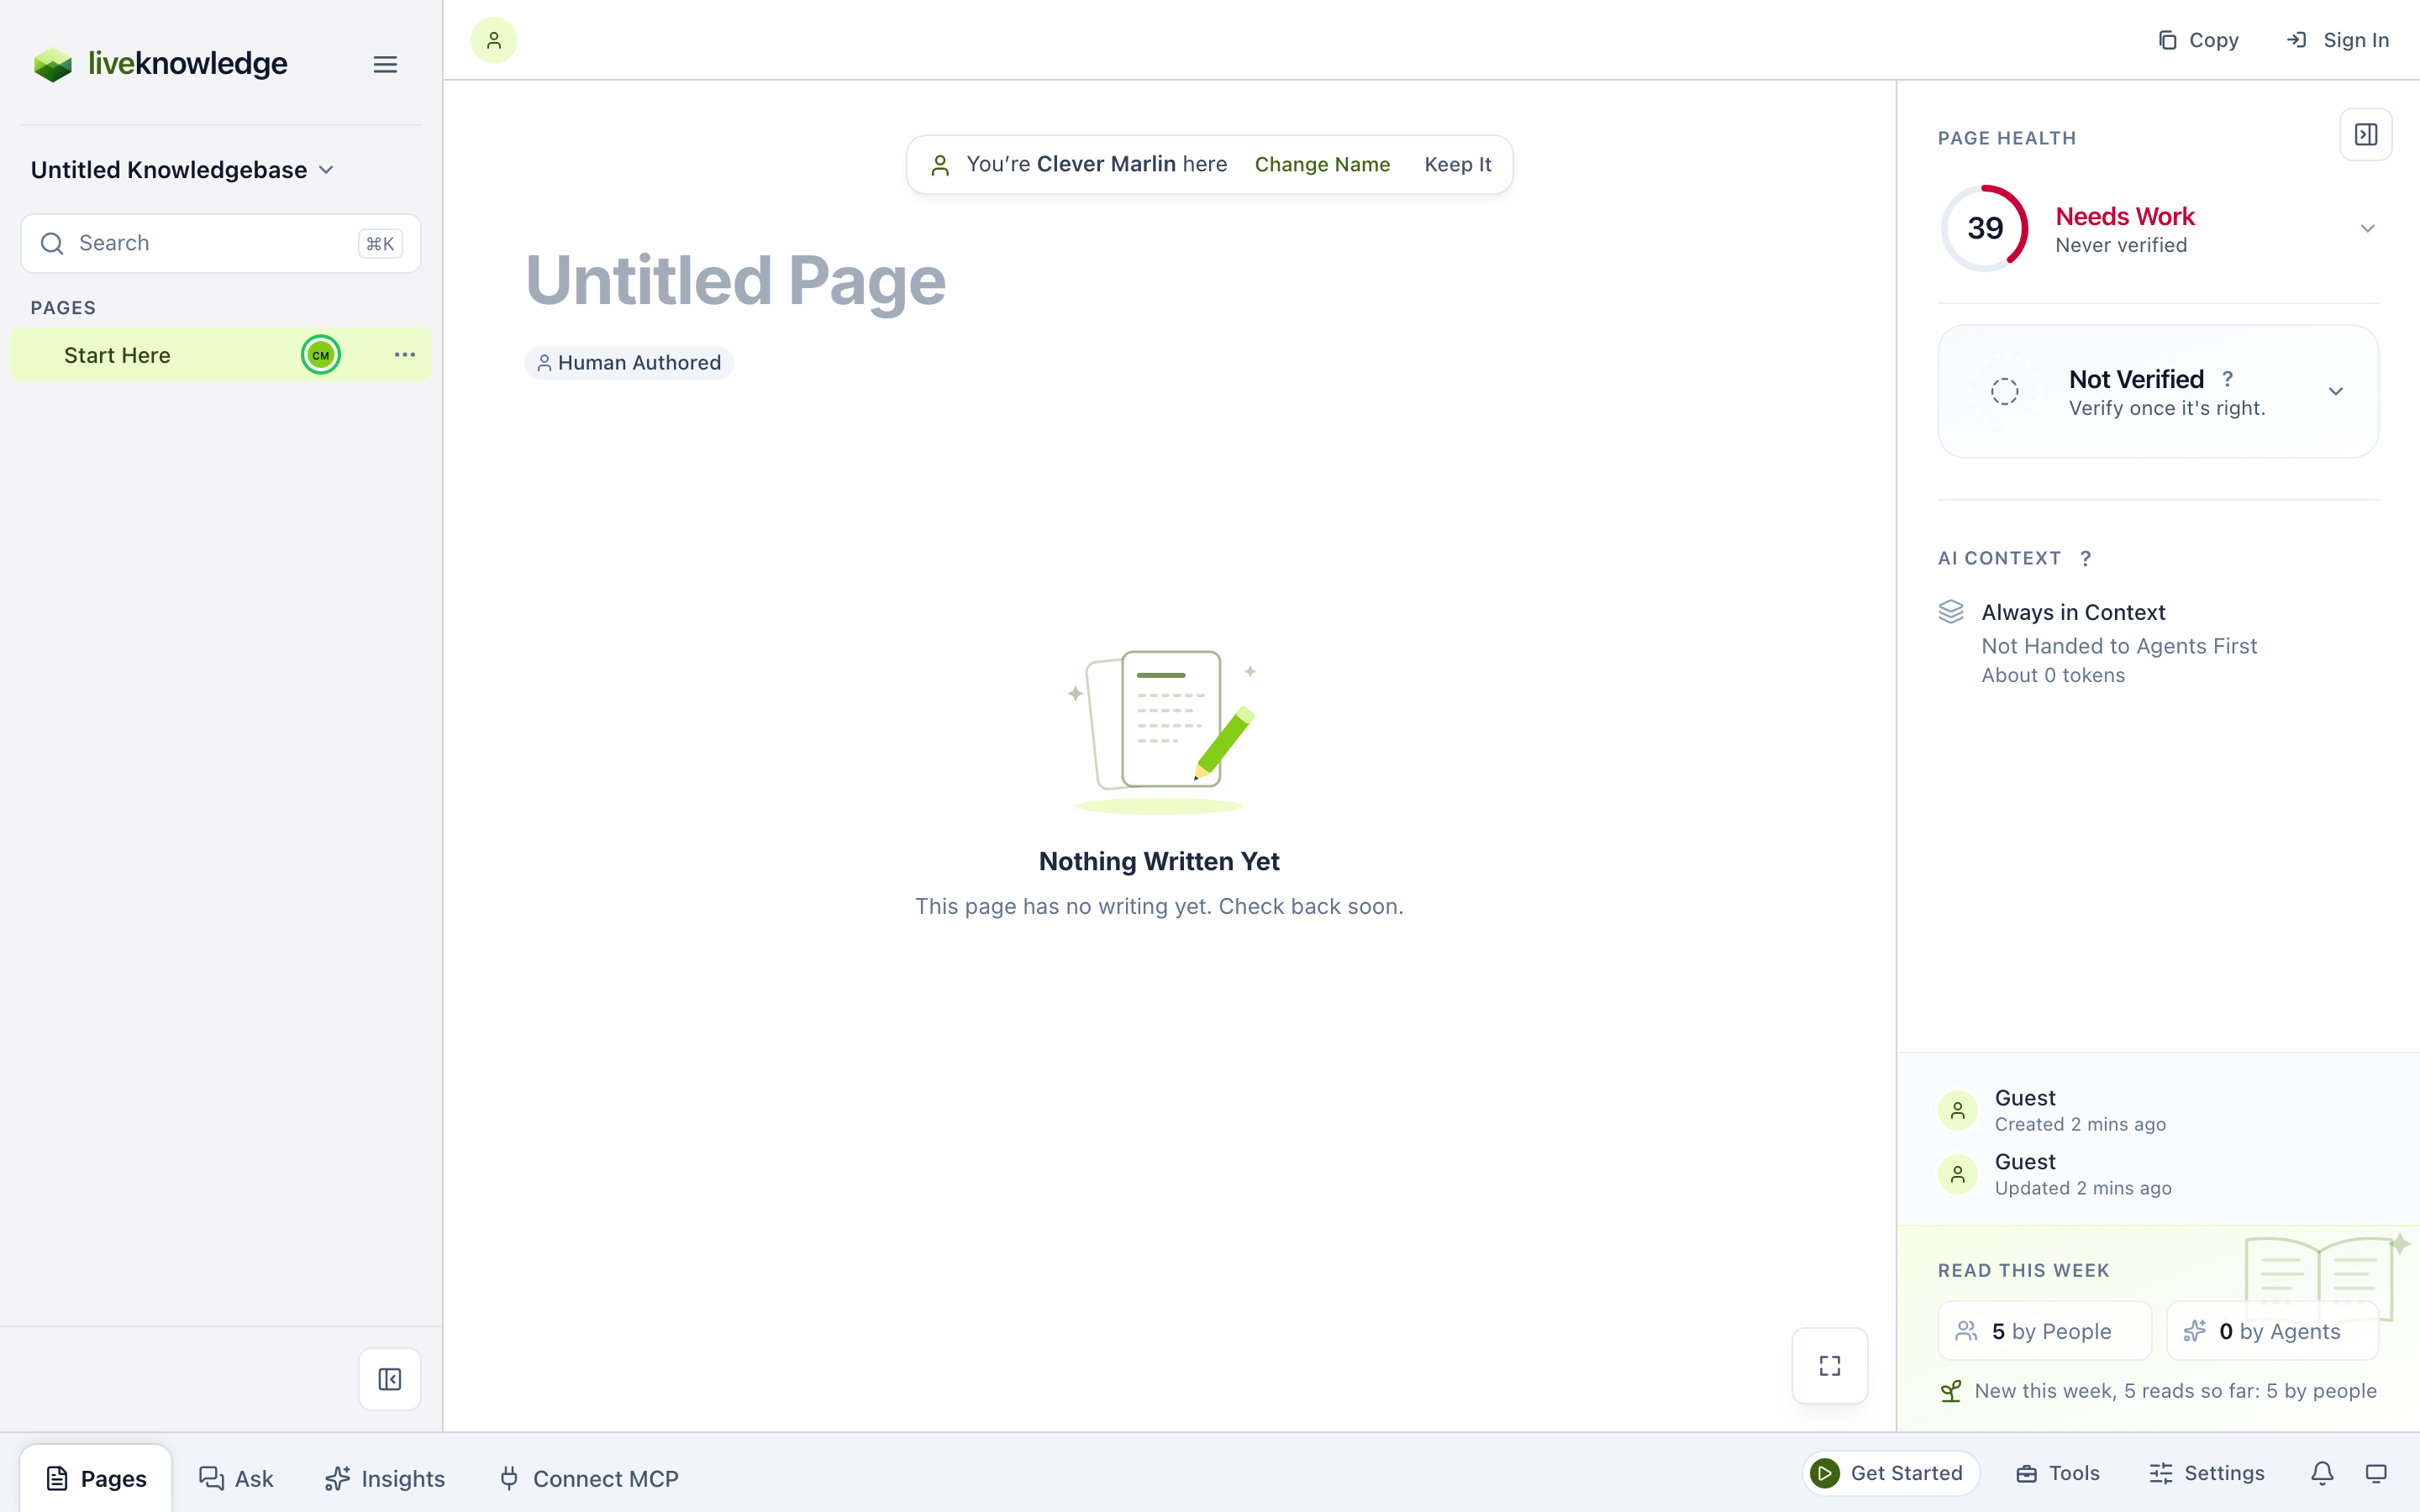 liveknowledge
Untitled Knowledgebase
Search ⌘K
PAGES
Start Here CM
Copy Sign In
You’re Clever Marlin here Change Name Keep It
Untitled Page
Human Authored
Nothing Written Yet
This page has no writing yet. Check back soon.
PAGE HEALTH
39
Needs Work
Never verified
Not Verified ?
Verify once it's right.
AI CONTEXT ?
Always in Context
Not Handed to Agents First
About 0 tokens
Guest
Created 2 mins ago
Guest
Updated 2 mins ago
READ THIS WEEK
5 by People 0 by Agents
New this week, 5 reads so far: 5 by people
Pages Ask Insights Connect MCP Get Started Tools Settings